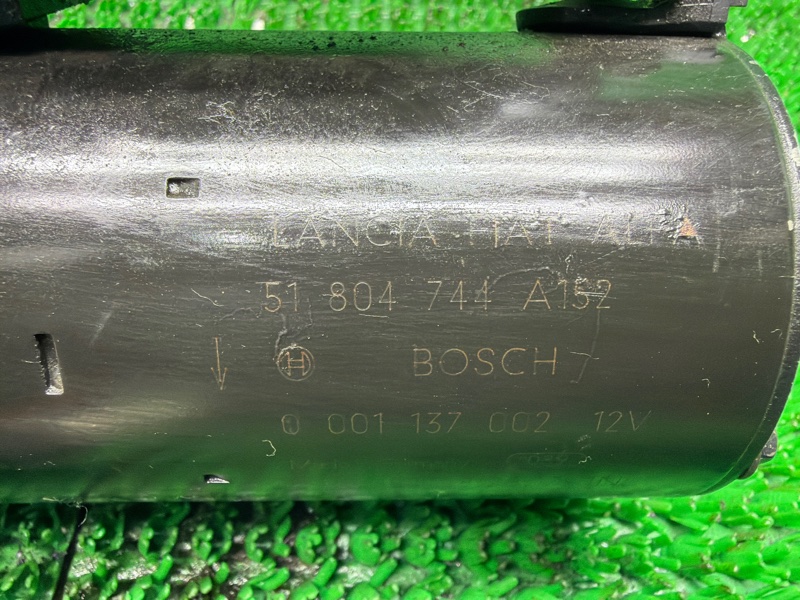 LANCIA FIAT ALFA
51 804 744 A152
↓ H BOSCH
0 001 137 002 12V